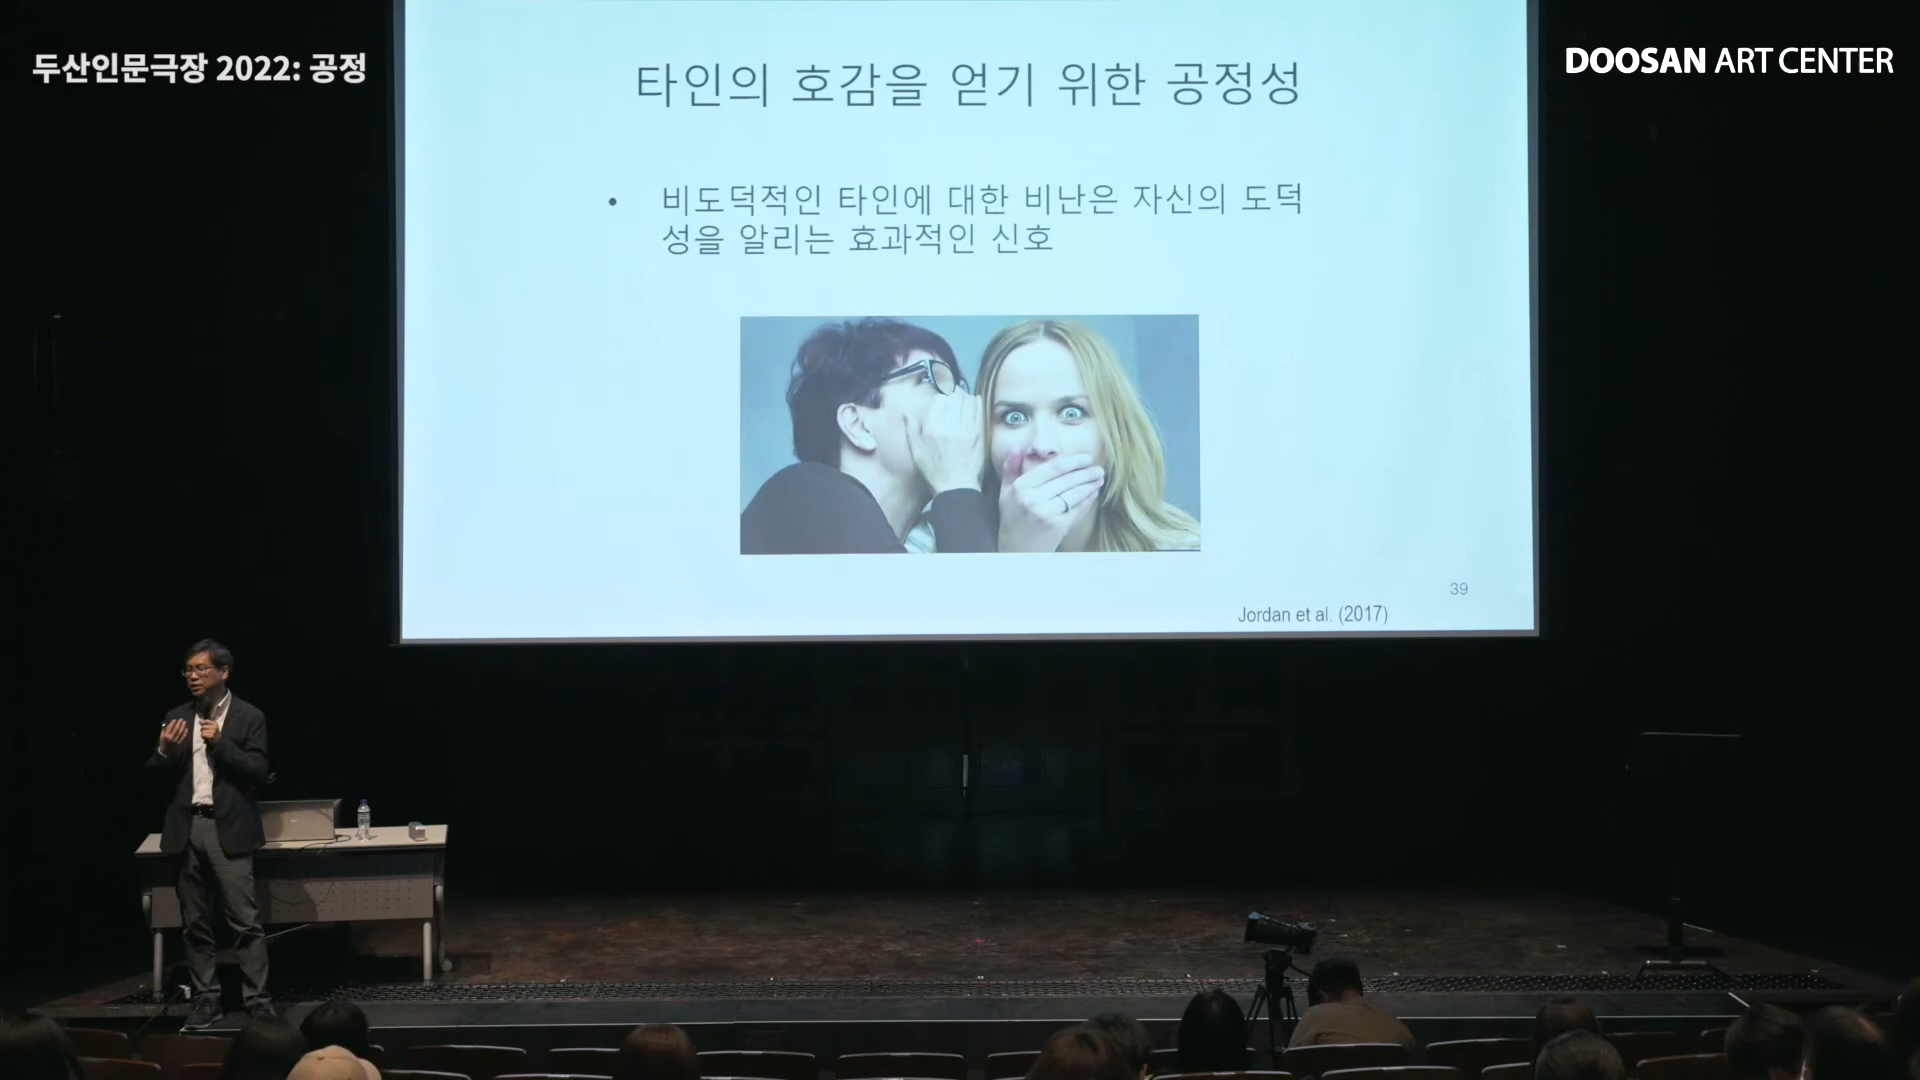 두산인문극장 2022: 공정
DOOSAN ART CENTER
타인의 호감을 얻기 위한 공정성
• 비도덕적인 타인에 대한 비난은 자신의 도덕
성을 알리는 효과적인 신호
39
Jordan et al. (2017)